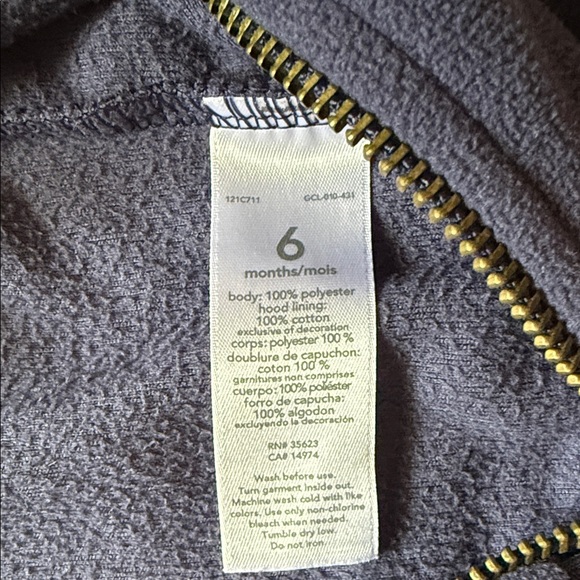 121C711 GCL-010-431
6
months/mois
body: 100% polyester
hood lining:
100% cotton
exclusive of decoration
corps: polyester 100 %
doublure de capuchon:
coton 100 %
garnitures non comprises
cuerpo: 100% poliéster
forro de capucha:
100% algodon
excluyendo la decoración
RN# 35623
CA# 14974
Wash before use.
Turn garment inside out.
Machine wash cold with like
colors. Use only non-chlorine
bleach when needed.
Tumble dry low.
Do not iron.